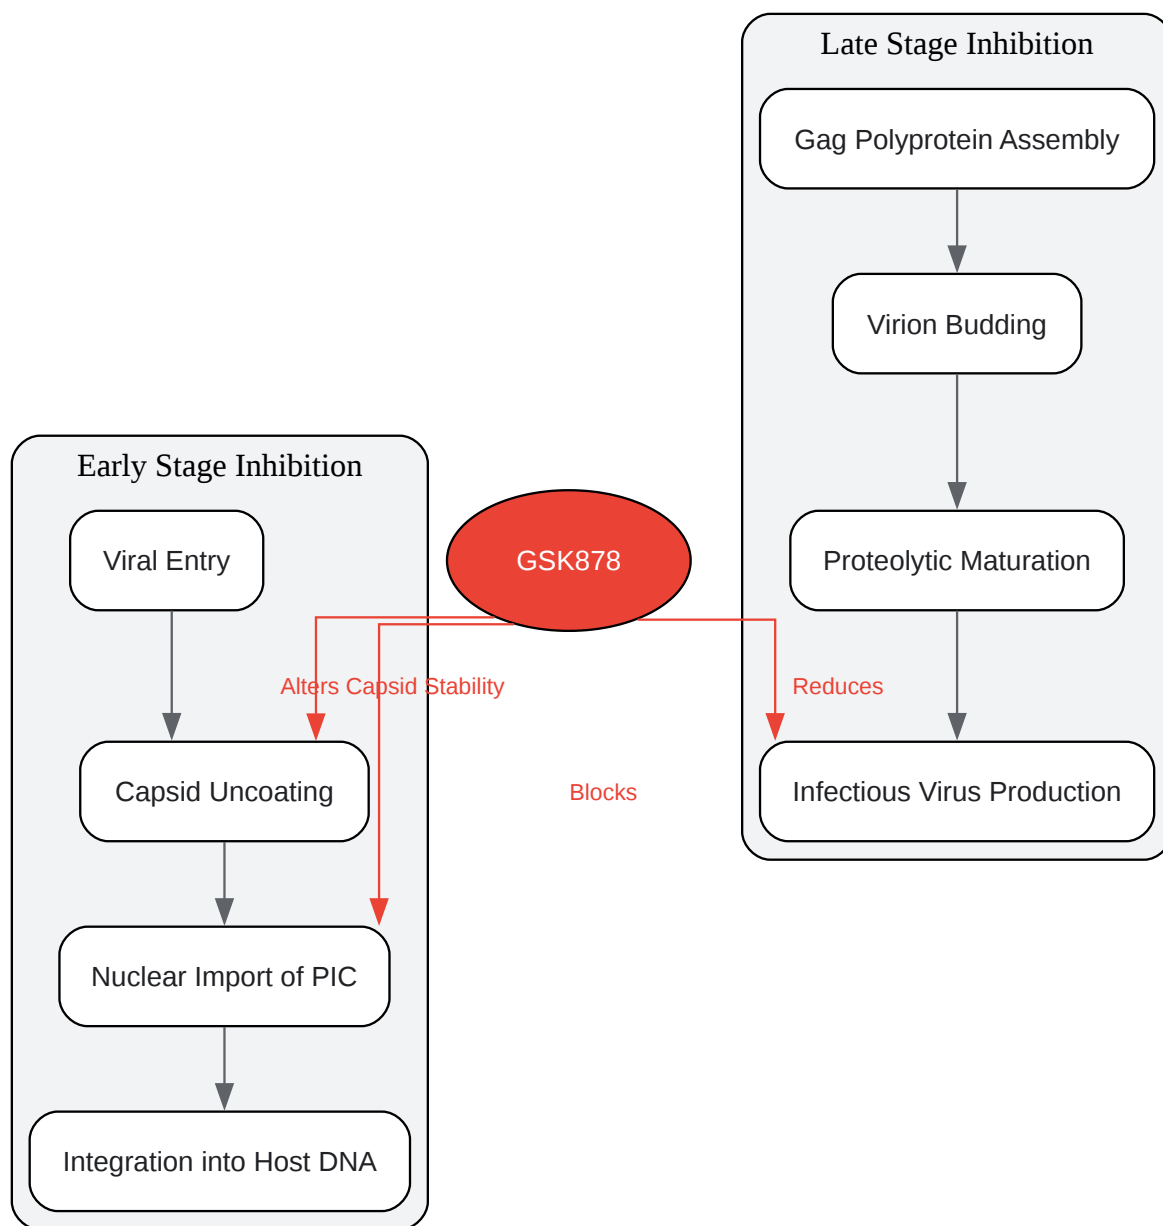 Late Stage Inhibition
Gag Polyprotein Assembly
Virion Budding
Proteolytic Maturation
Infectious Virus Production
Early Stage Inhibition
Viral Entry
Capsid Uncoating
Nuclear Import of PIC
Integration into Host DNA
GSK878
Alters Capsid Stability
Blocks
Reduces